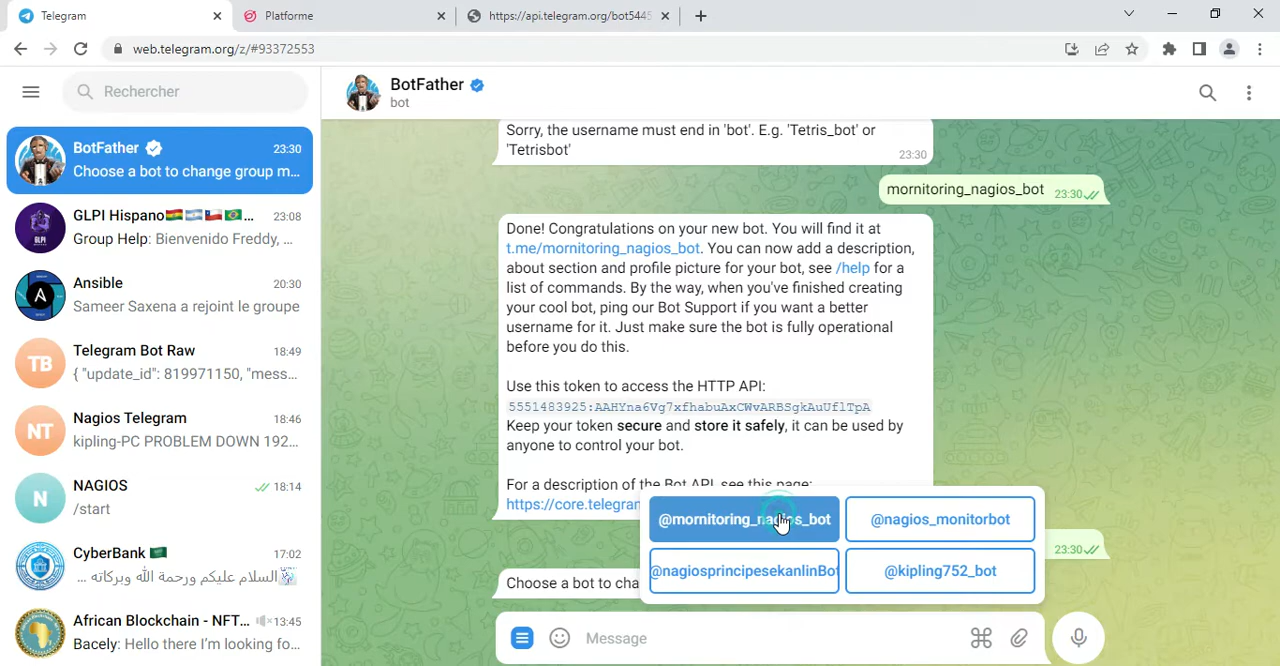 Telegram
Platforme
https://api.telegram.org/bot5445
web.telegram.org/z/#93372553
Rechercher
BotFather
23:30
Choose a bot to change group m...
GLPI Hispano🇧🇴🇦🇷🇨🇱🇧🇷...
23:08
Group Help: Bienvenido Freddy, ...
GLPI
Ansible
20:30
Sameer Saxena a rejoint le groupe
A
Telegram Bot Raw
18:49
{ "update_id": 819971150, "mess...
TB
Nagios Telegram
18:46
kipling-PC PROBLEM DOWN 192...
NT
NAGIOS
18:14
/start
N
CyberBank 🇸🇦
17:02
السلام عليكم ورحمة الله وبركاته ...
African Blockchain - NFT...
13:45
Bacely: Hello there I'm looking fo...
BotFather
bot
Sorry, the username must end in 'bot'. E.g. 'Tetris_bot' or
'Tetrisbot'
23:30
mornitoring_nagios_bot
23:30
Done! Congratulations on your new bot. You will find it at
t.me/mornitoring_nagios_bot. You can now add a description,
about section and profile picture for your bot, see /help for a
list of commands. By the way, when you've finished creating
your cool bot, ping our Bot Support if you want a better
username for it. Just make sure the bot is fully operational
before you do this.
Use this token to access the HTTP API:
5551483925:AAHYna6Vg7xfhabuAxCWvARBSgkAuUflTpA
Keep your token secure and store it safely, it can be used by
anyone to control your bot.
For a description of the Bot API, see this page:
https://core.telegram
23:30
Choose a bot to cha
@mornitoring_nagios_bot
@nagios_monitorbot
@nagiosprincipesekanlinBot
@kipling752_bot
Message